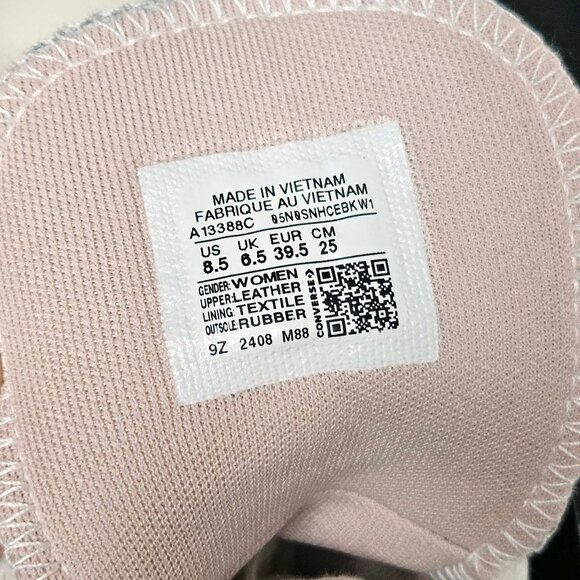 MADE IN VIETNAM
FABRIQUE AU VIETNAM
A13388C 05N0SNHCEBKW1
US UK EUR CM
8.5 6.5 39.5 25
GENDER: WOMEN
UPPER: LEATHER
LINING: TEXTILE
OUTSOLE: RUBBER
CONVERSE
9Z 2408 M88